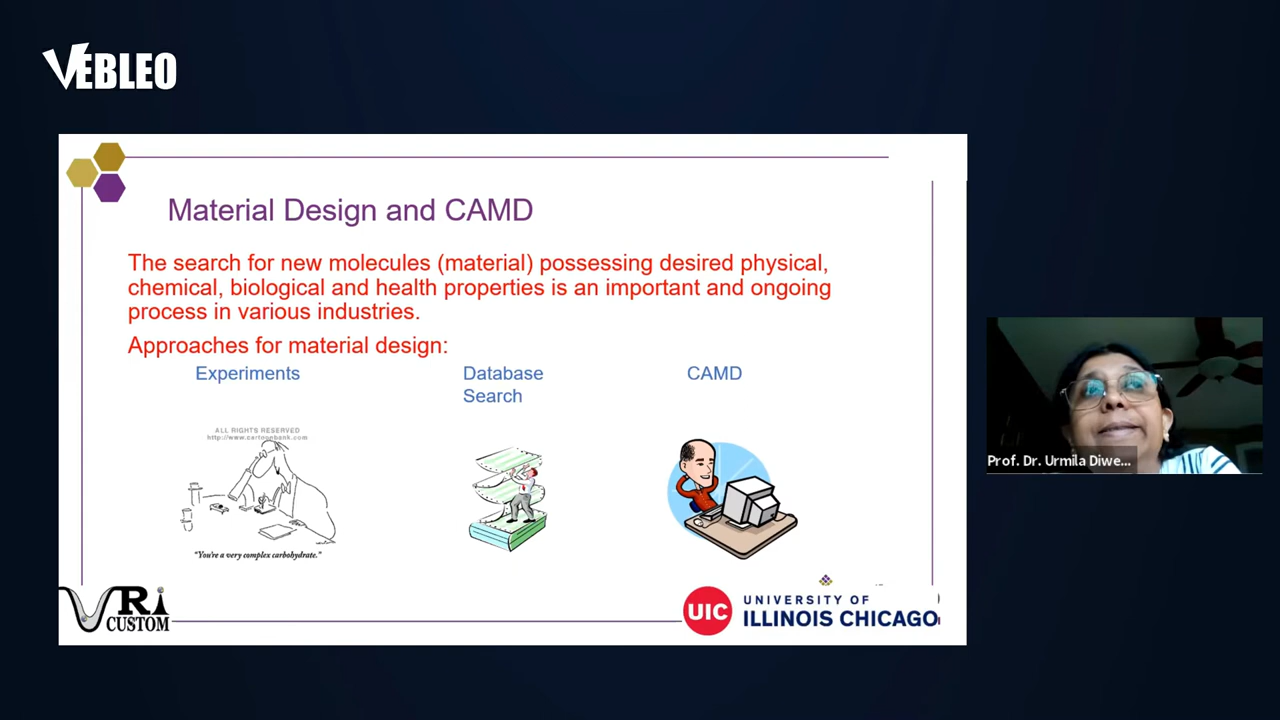 VEBLEO
Material Design and CAMD
The search for new molecules (material) possessing desired physical,
chemical, biological and health properties is an important and ongoing
process in various industries.
Approaches for material design:
Experiments
Database
Search
CAMD
ALL RIGHTS RESERVED
http://www.cartoonbank.com
"You're a very complex carbohydrate."
VRi
CUSTOM
UIC
UNIVERSITY OF
ILLINOIS CHICAGO
Prof. Dr. Urmila Diwe...